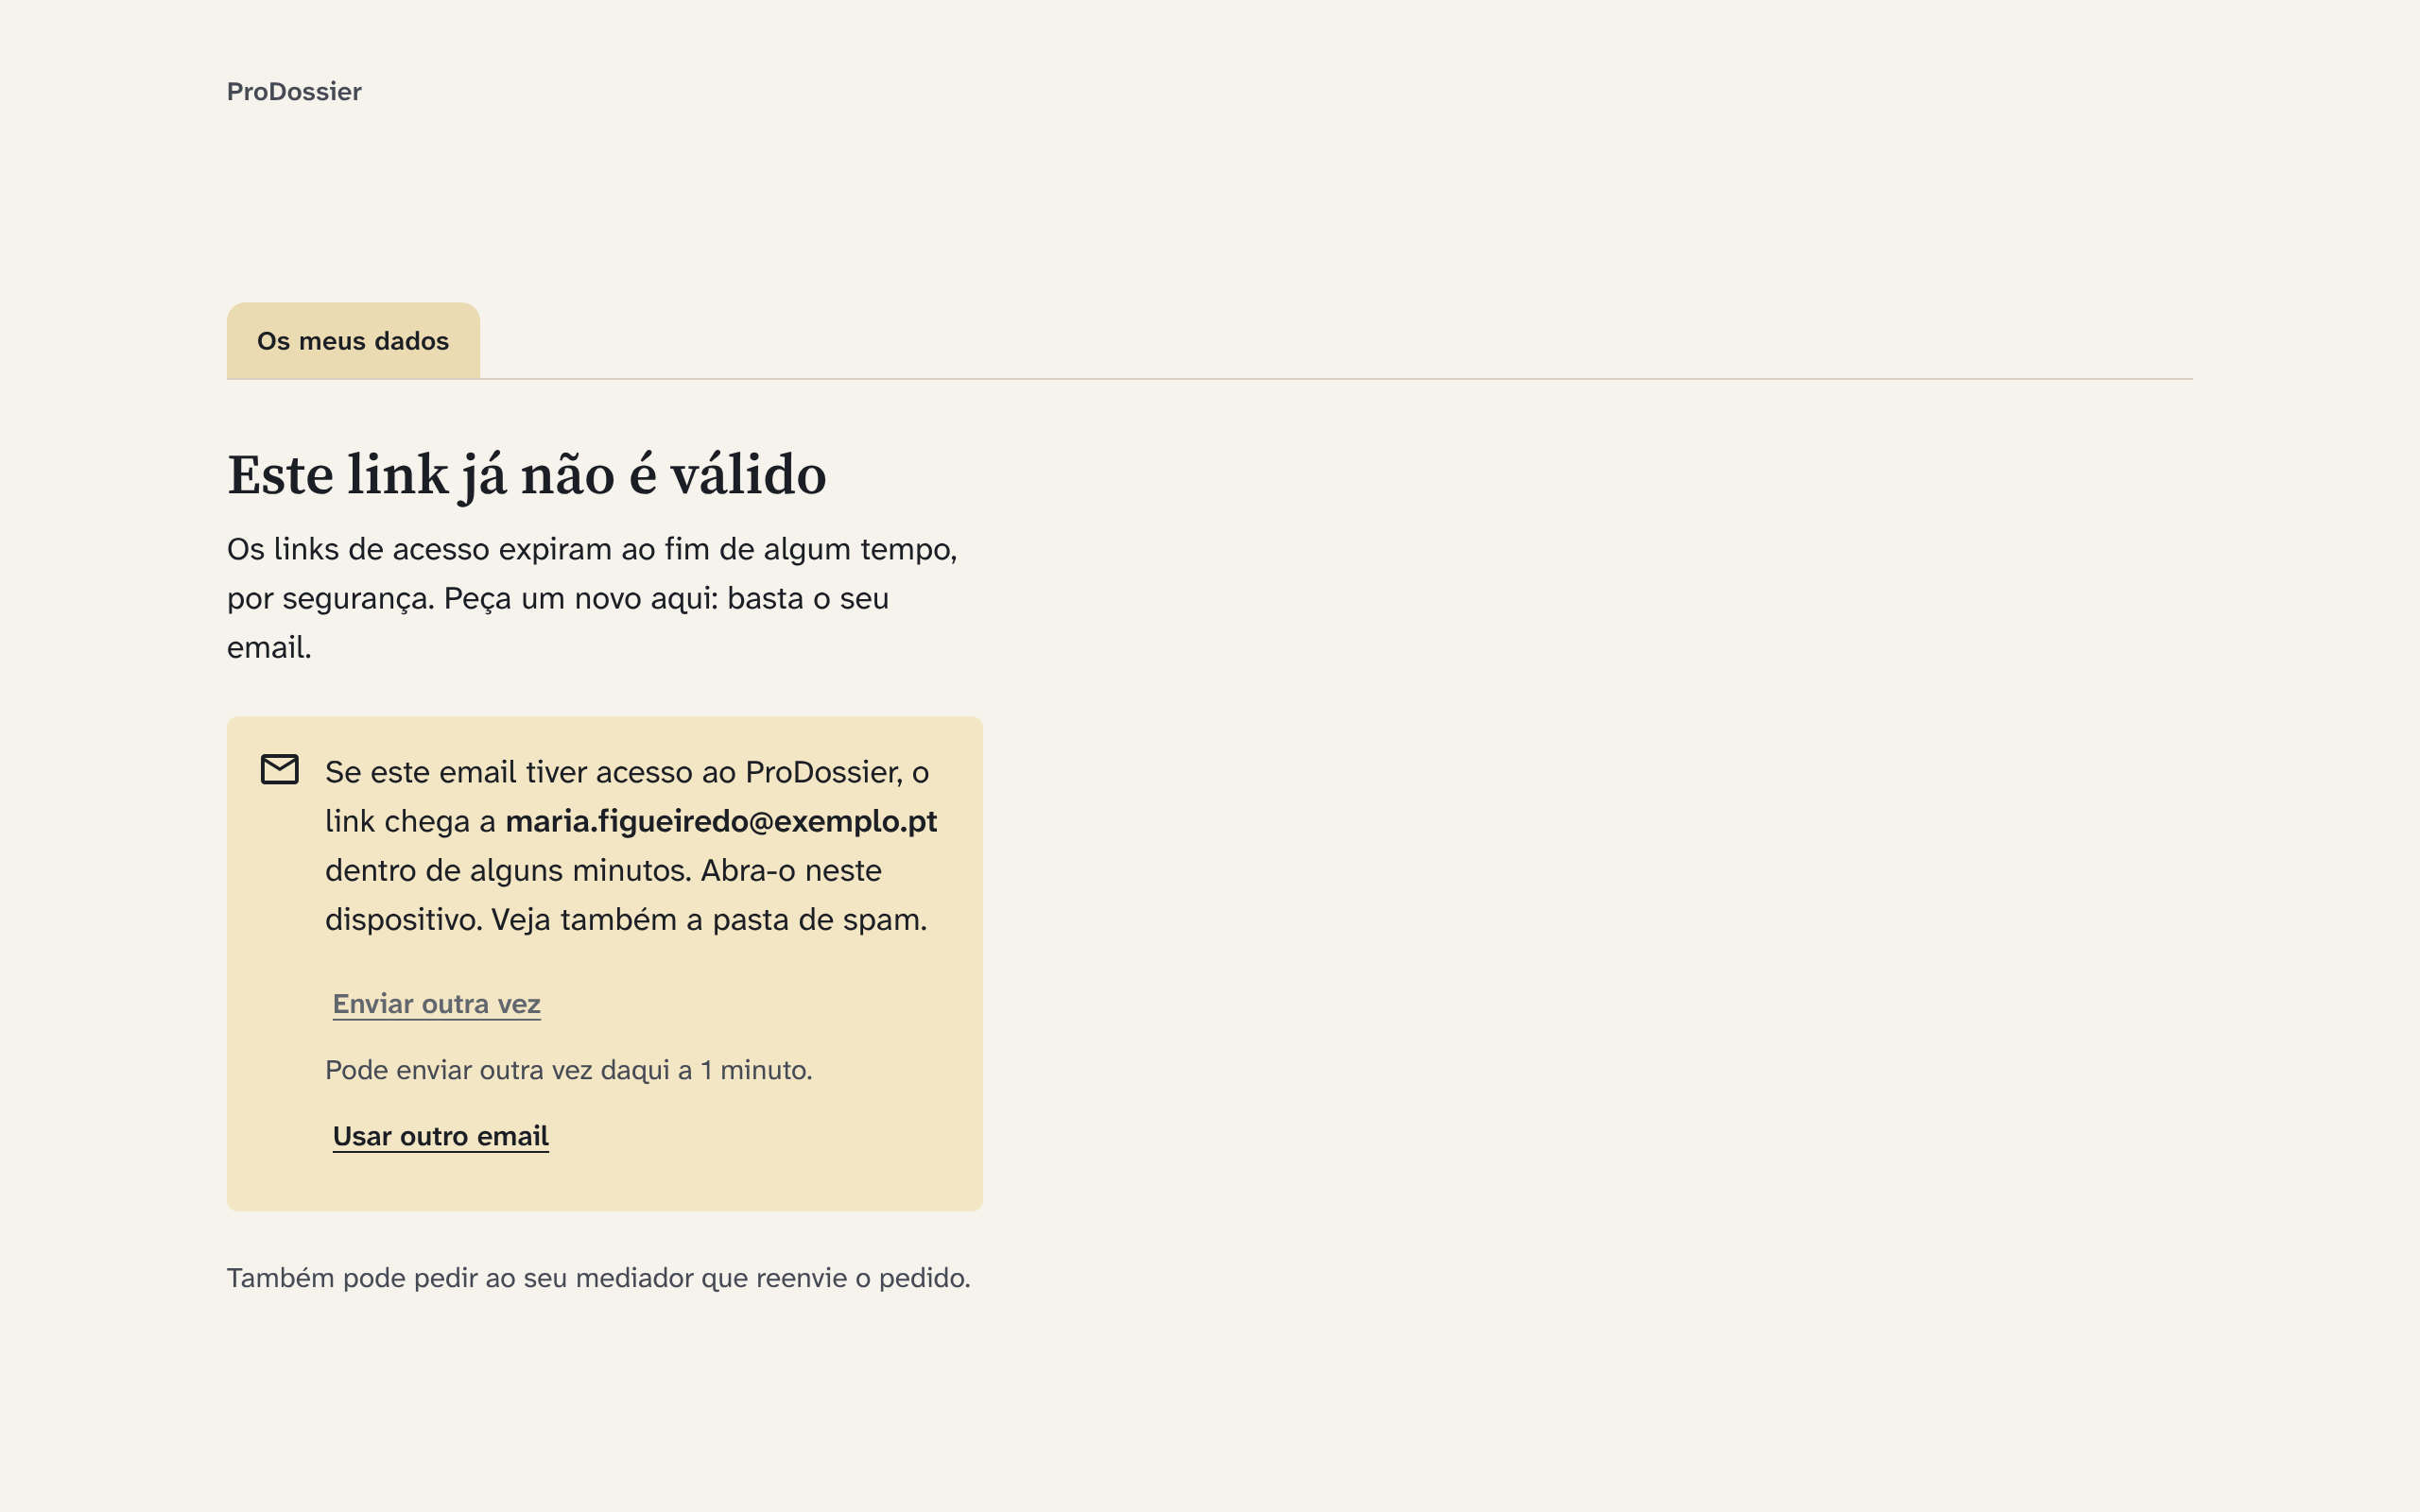 ProDossier
Os meus dados
Este link já não é válido
Os links de acesso expiram ao fim de algum tempo,
por segurança. Peça um novo aqui: basta o seu
email.
Se este email tiver acesso ao ProDossier, o
link chega a maria.figueiredo@exemplo.pt
dentro de alguns minutos. Abra-o neste
dispositivo. Veja também a pasta de spam.
Enviar outra vez
Pode enviar outra vez daqui a 1 minuto.
Usar outro email
Também pode pedir ao seu mediador que reenvie o pedido.